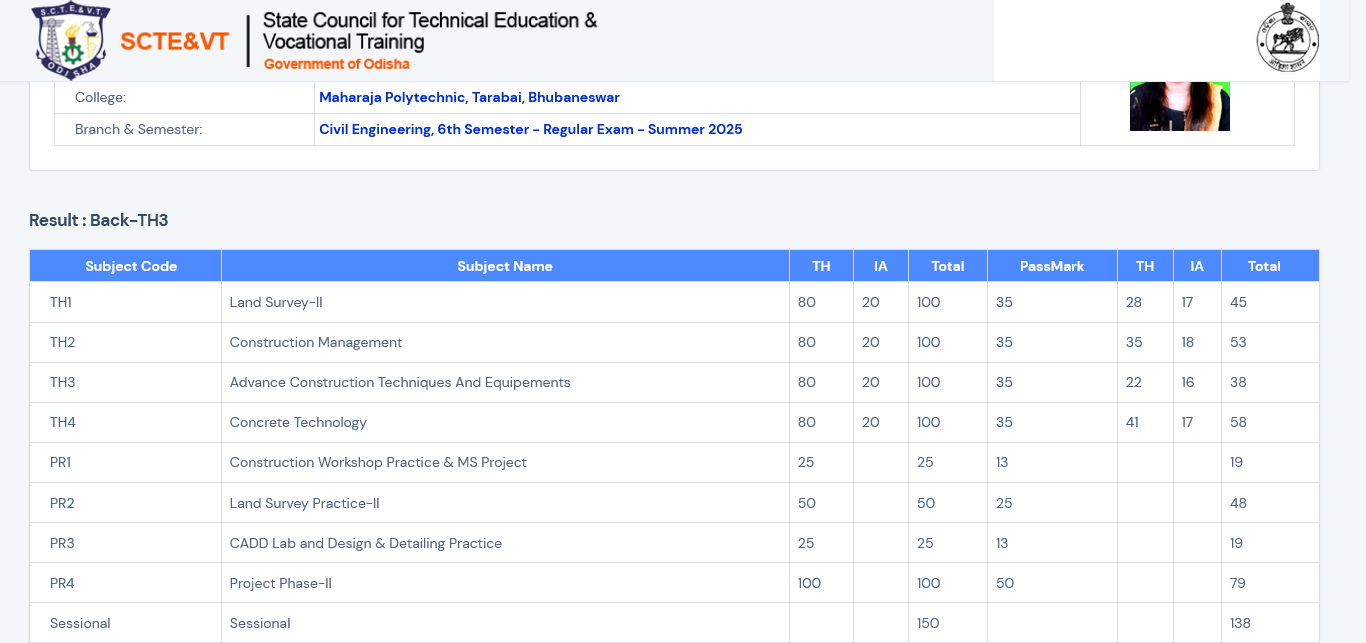 S.C.T.E.&V.T.
ODISHA
SCTE&VT
State Council for Technical Education &
Vocational Training
Government of Odisha
College: Maharaja Polytechnic, Tarabai, Bhubaneswar
Branch & Semester: Civil Engineering, 6th Semester - Regular Exam - Summer 2025
Result : Back-TH3
Subject Code Subject Name TH IA Total PassMark TH IA Total
TH1 Land Survey-II 80 20 100 35 28 17 45
TH2 Construction Management 80 20 100 35 35 18 53
TH3 Advance Construction Techniques And Equipements 80 20 100 35 22 16 38
TH4 Concrete Technology 80 20 100 35 41 17 58
PR1 Construction Workshop Practice & MS Project 25 25 13 19
PR2 Land Survey Practice-II 50 50 25 48
PR3 CADD Lab and Design & Detailing Practice 25 25 13 19
PR4 Project Phase-II 100 100 50 79
Sessional Sessional 150 138